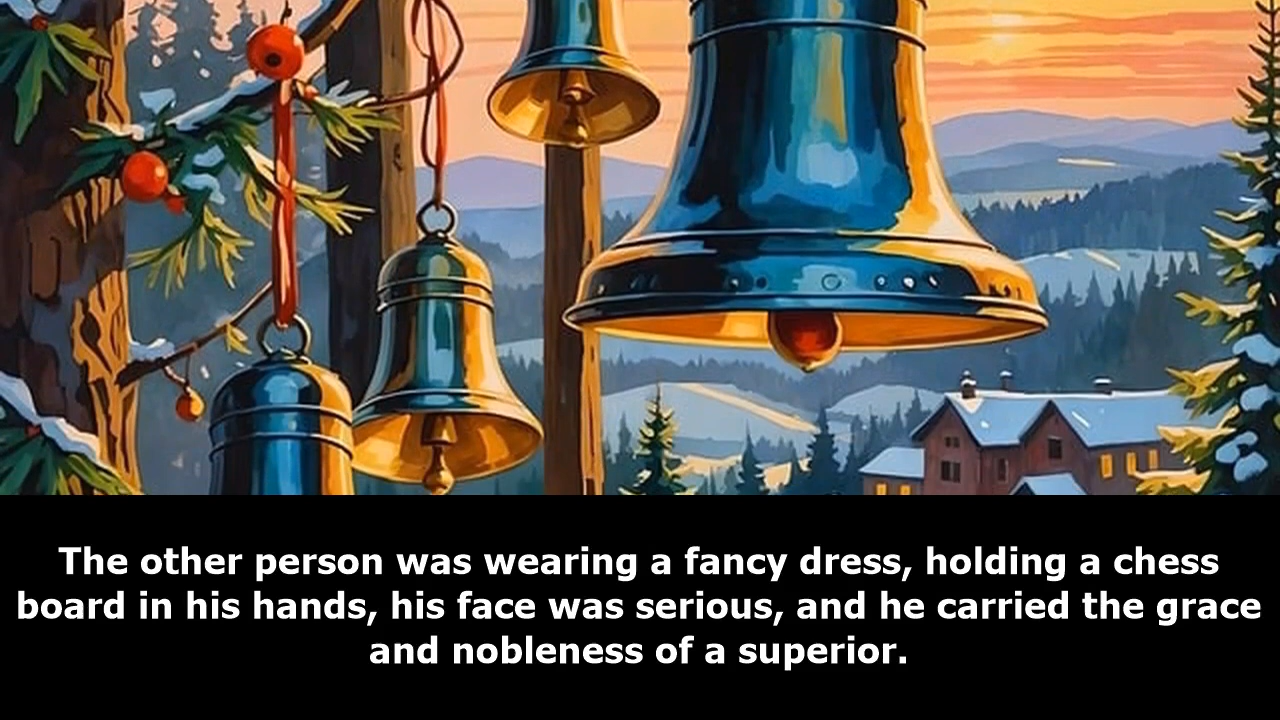 The other person was wearing a fancy dress, holding a chess
board in his hands, his face was serious, and he carried the grace
and nobleness of a superior.